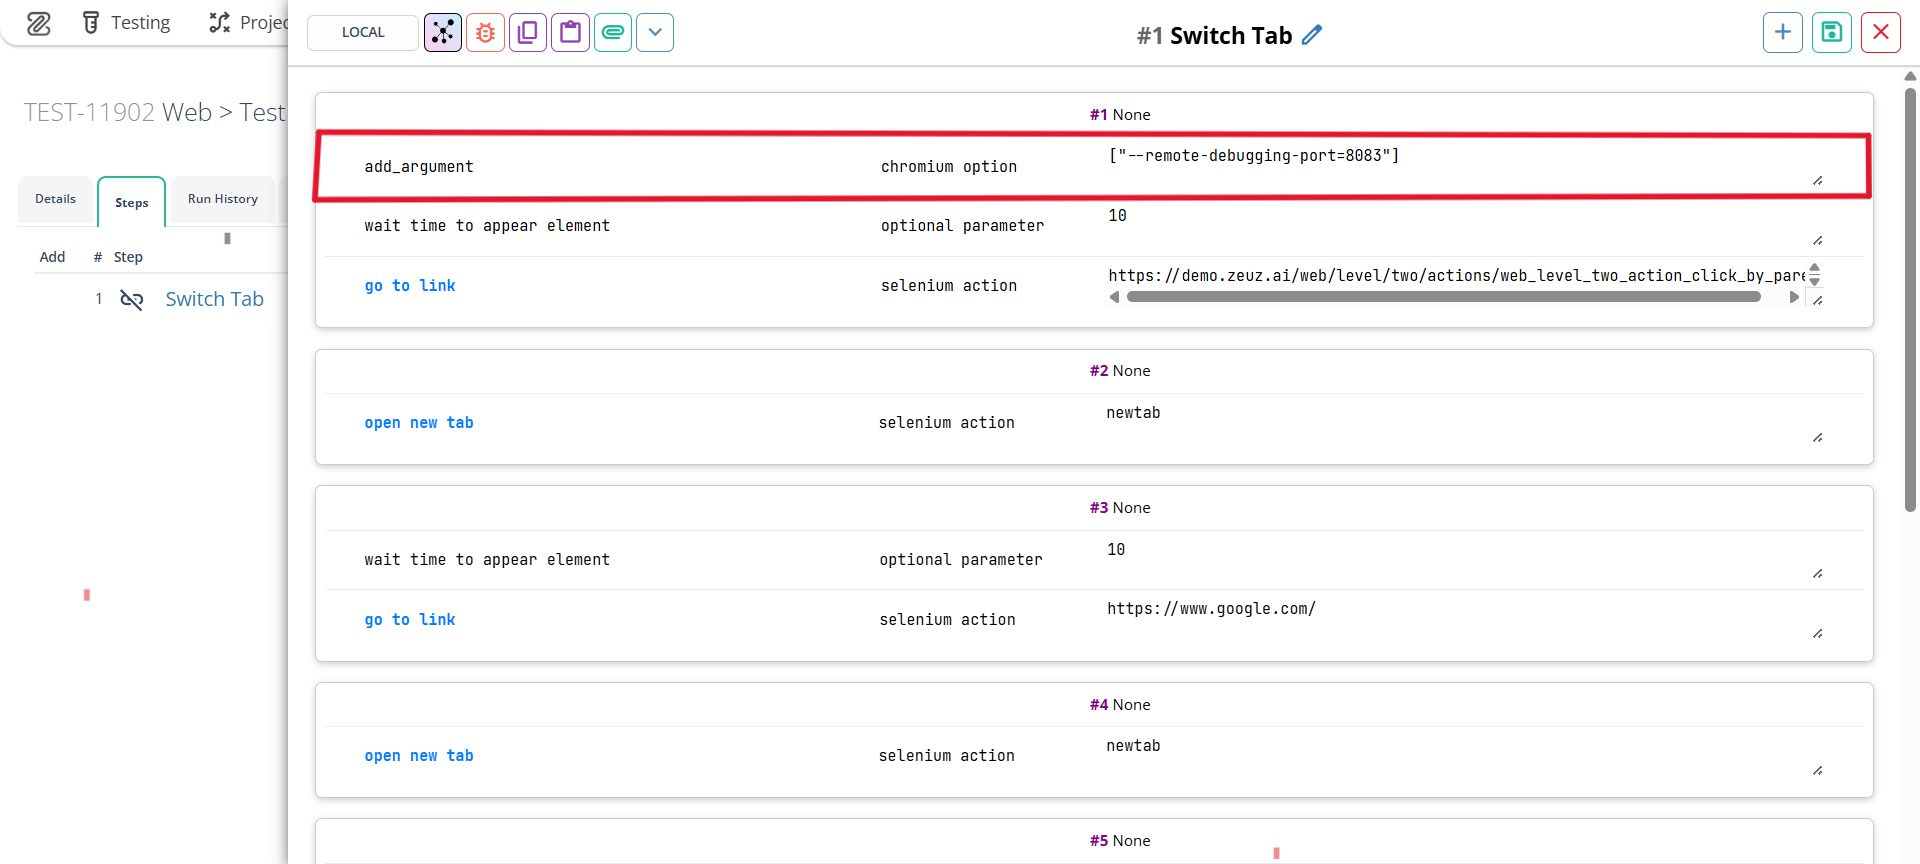 Testing
LOCAL
#1 Switch Tab
TEST-11902 Web > Test
Details
Steps
Run History
Add # Step
1 Switch Tab
#1 None
add_argument chromium option ["--remote-debugging-port=8083"]
wait time to appear element optional parameter 10
go to link selenium action https://demo.zeuz.ai/web/level/two/actions/web_level_two_action_click_by_pare
#2 None
open new tab selenium action newtab
#3 None
wait time to appear element optional parameter 10
go to link selenium action https://www.google.com/
#4 None
open new tab selenium action newtab
#5 None